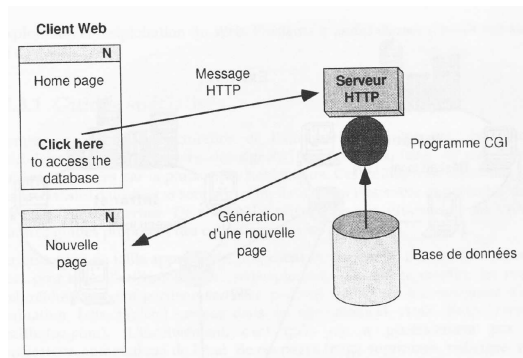 Client Web
N
Home page
Click here
to access the
database
Message
HTTP
Serveur
HTTP
Programme CGI
Génération
d'une nouvelle
page
N
Nouvelle
page
Base de données